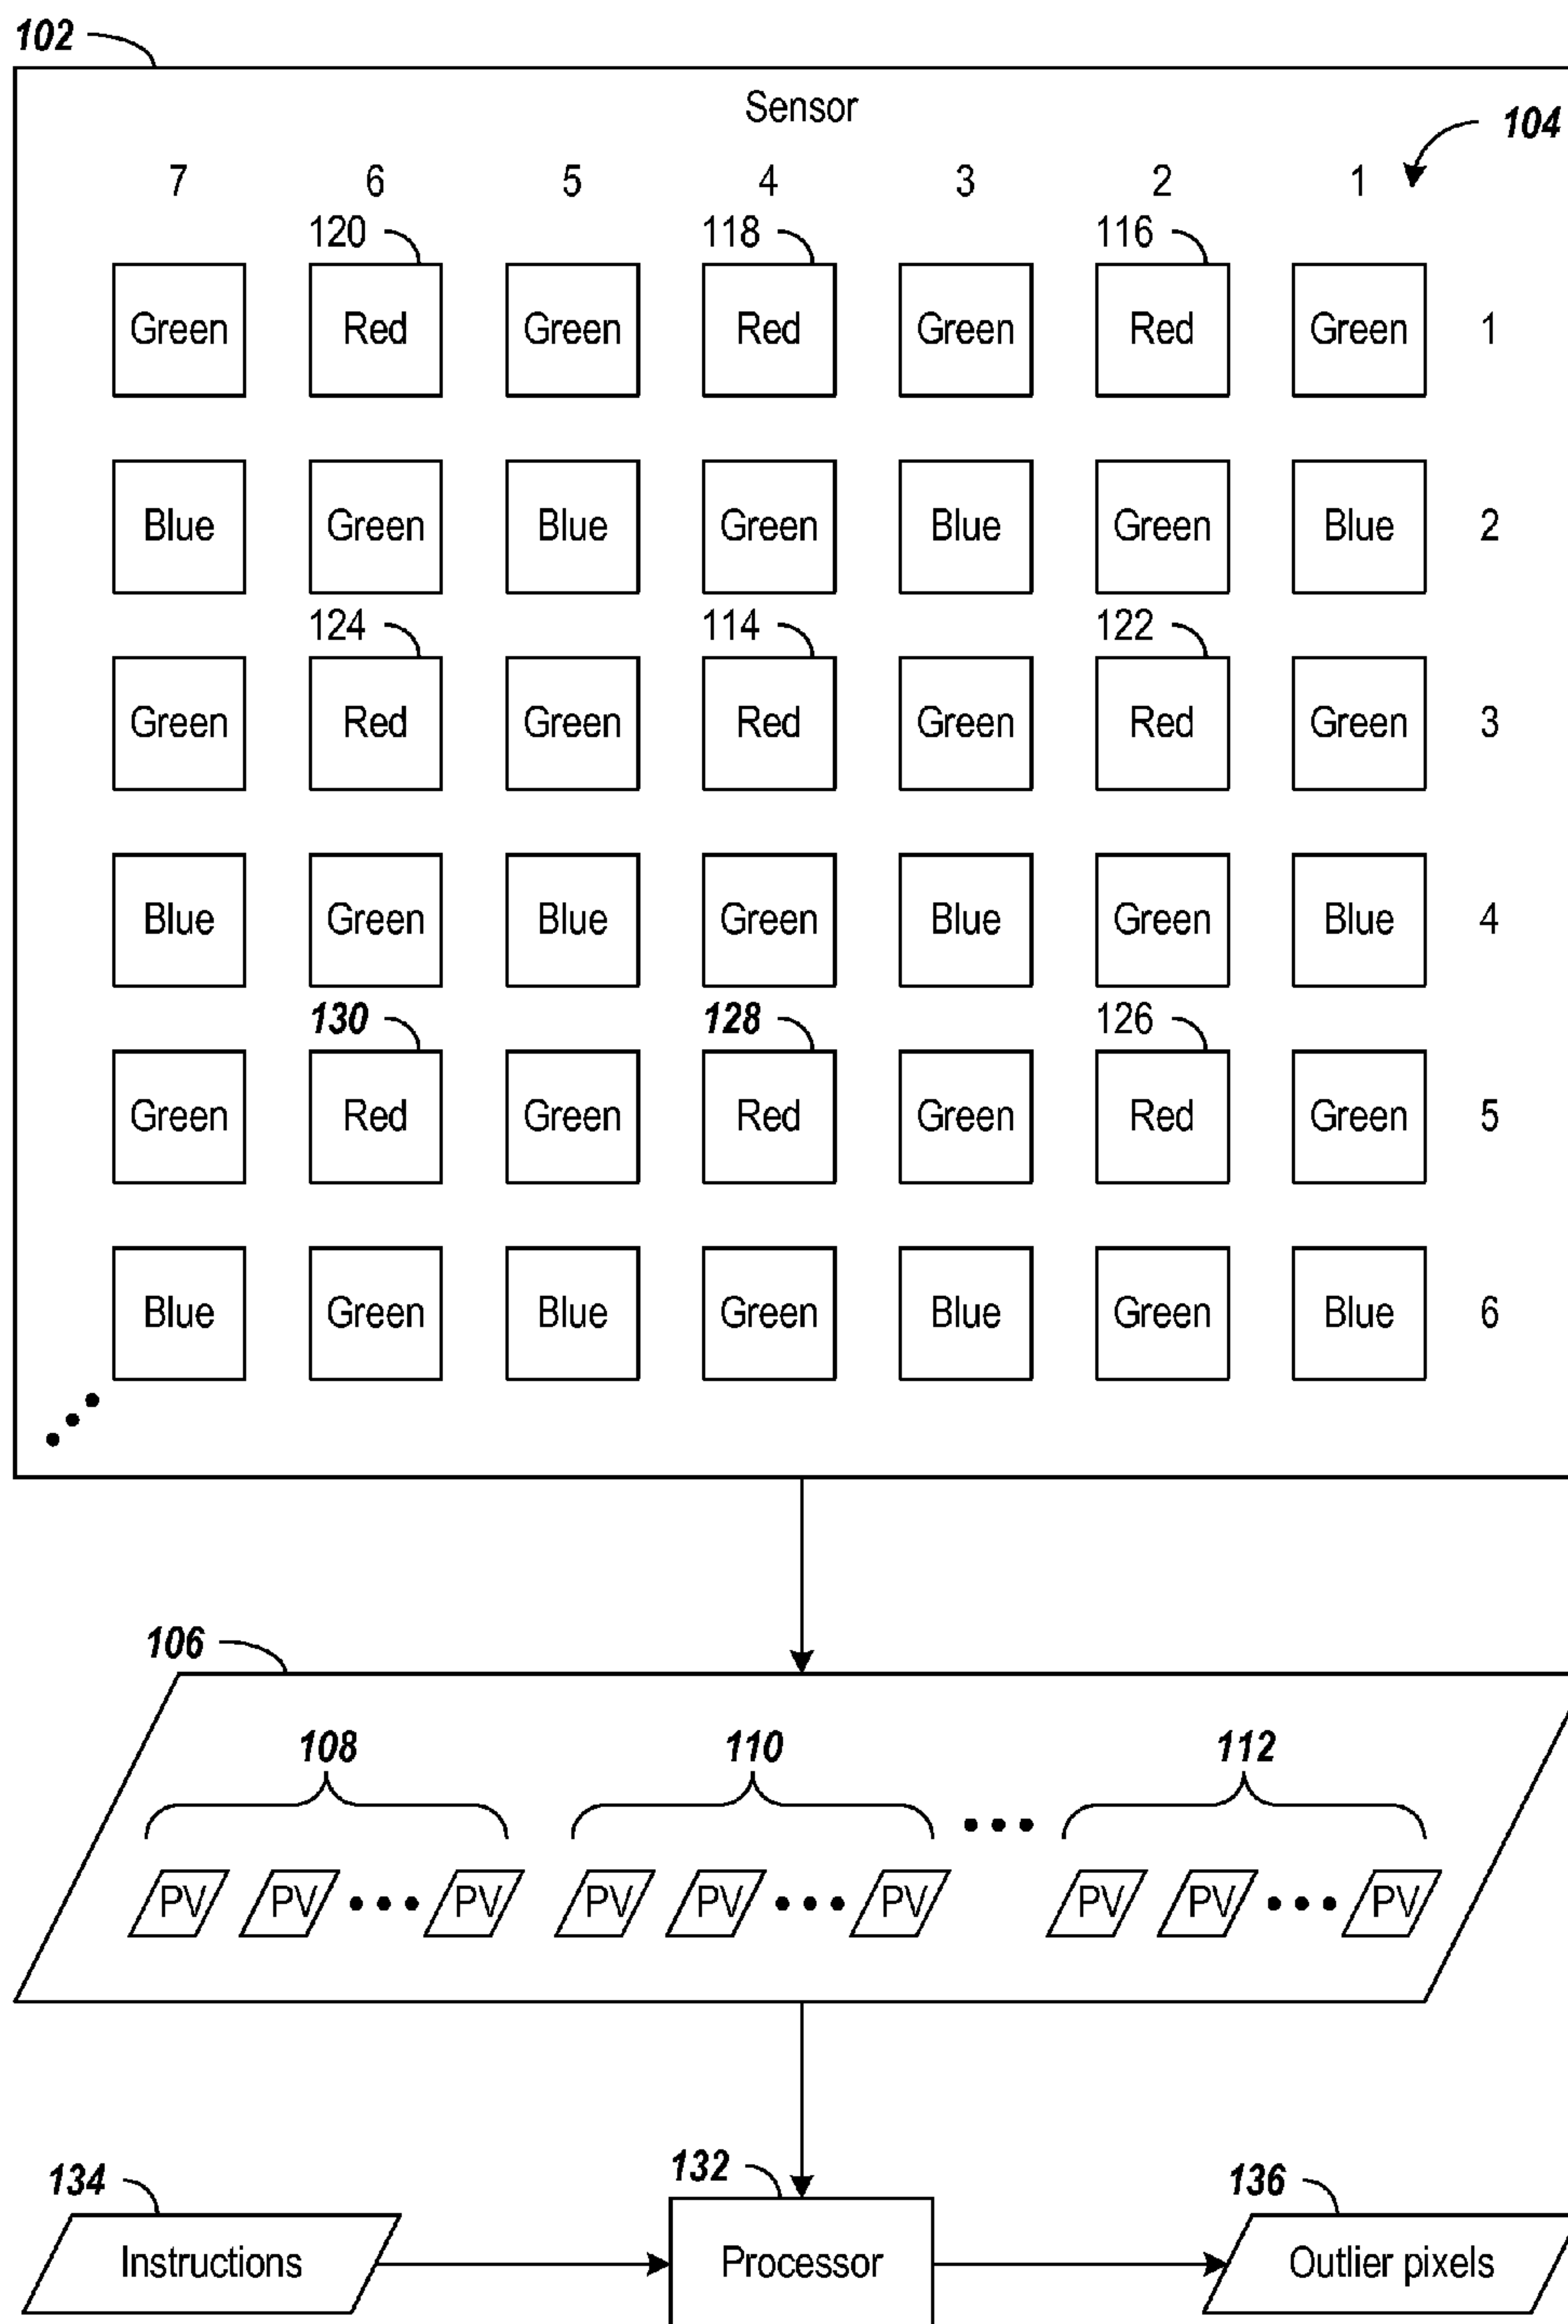 102
Sensor
104
7 6 5 4 3 2 1
120 118 116
Green Red Green Red Green Red Green 1
Blue Green Blue Green Blue Green Blue 2
124 114 122
Green Red Green Red Green Red Green 3
Blue Green Blue Green Blue Green Blue 4
130 128 126
Green Red Green Red Green Red Green 5
Blue Green Blue Green Blue Green Blue 6
106
108 110 112
PV PV PV PV PV PV PV PV PV
134 132 136
Instructions Processor Outlier pixels